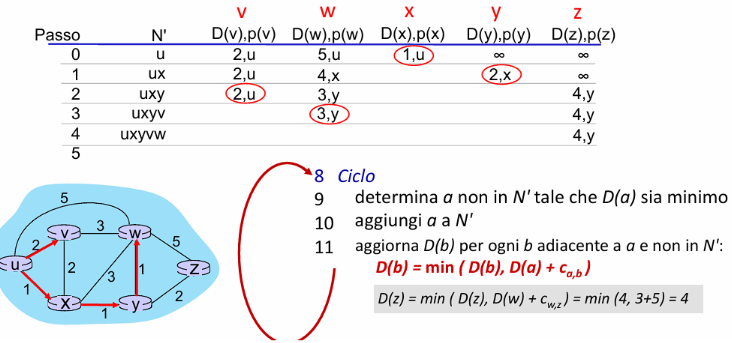 v w x y z
Passo N' D(v),p(v) D(w),p(w) D(x),p(x) D(y),p(y) D(z),p(z)
0 u 2,u 5,u 1,u ∞ ∞
1 ux 2,u 4,x 2,x ∞
2 uxy 2,u 3,y 4,y
3 uxyv 3,y 4,y
4 uxyvw 4,y
5
8 Ciclo
9 determina a non in N' tale che D(a) sia minimo
10 aggiungi a a N'
11 aggiorna D(b) per ogni b adiacente a a e non in N':
D(b) = min ( D(b), D(a) + c_a,b )
D(z) = min ( D(z), D(w) + c_w,z ) = min (4, 3+5) = 4
5
v 3 w
2 5
u 2 3 1 z
1 2
x 1 y